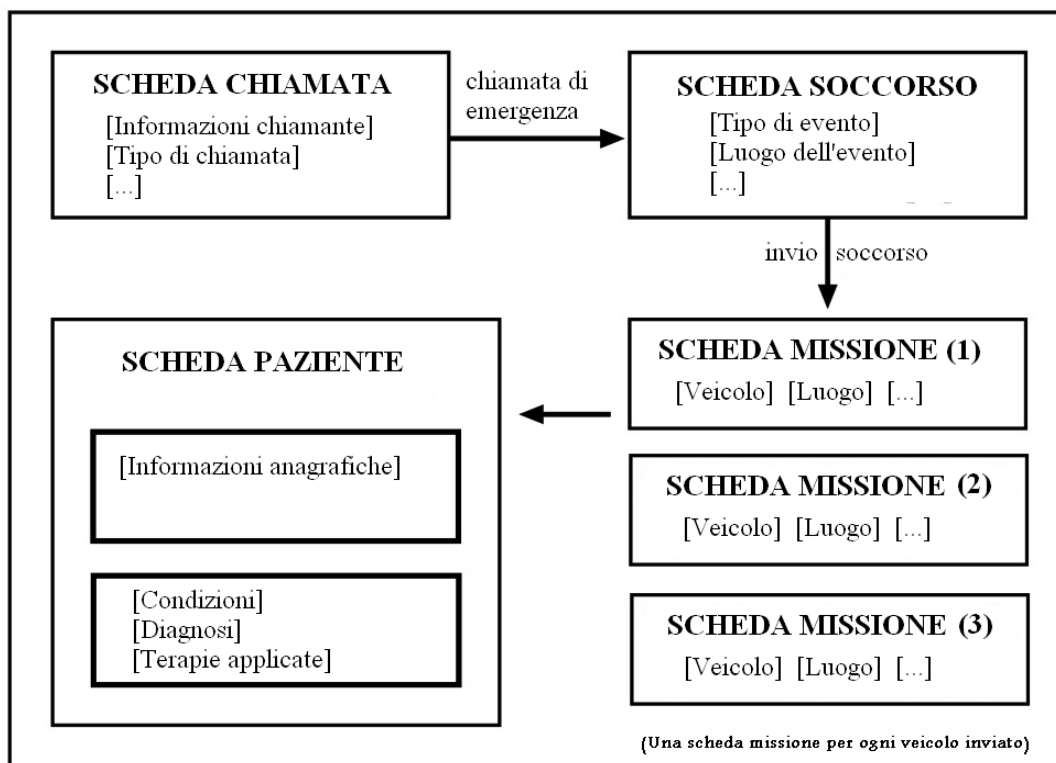 SCHEDA CHIAMATA
[Informazioni chiamante]
[Tipo di chiamata]
[...]
chiamata di
emergenza
SCHEDA SOCCORSO
[Tipo di evento]
[Luogo dell'evento]
[...]
invio soccorso
SCHEDA MISSIONE (1)
[Veicolo] [Luogo] [...]
SCHEDA MISSIONE (2)
[Veicolo] [Luogo] [...]
SCHEDA MISSIONE (3)
[Veicolo] [Luogo] [...]
(Una scheda missione per ogni veicolo inviato)
SCHEDA PAZIENTE
[Informazioni anagrafiche]
[Condizioni]
[Diagnosi]
[Terapie applicate]